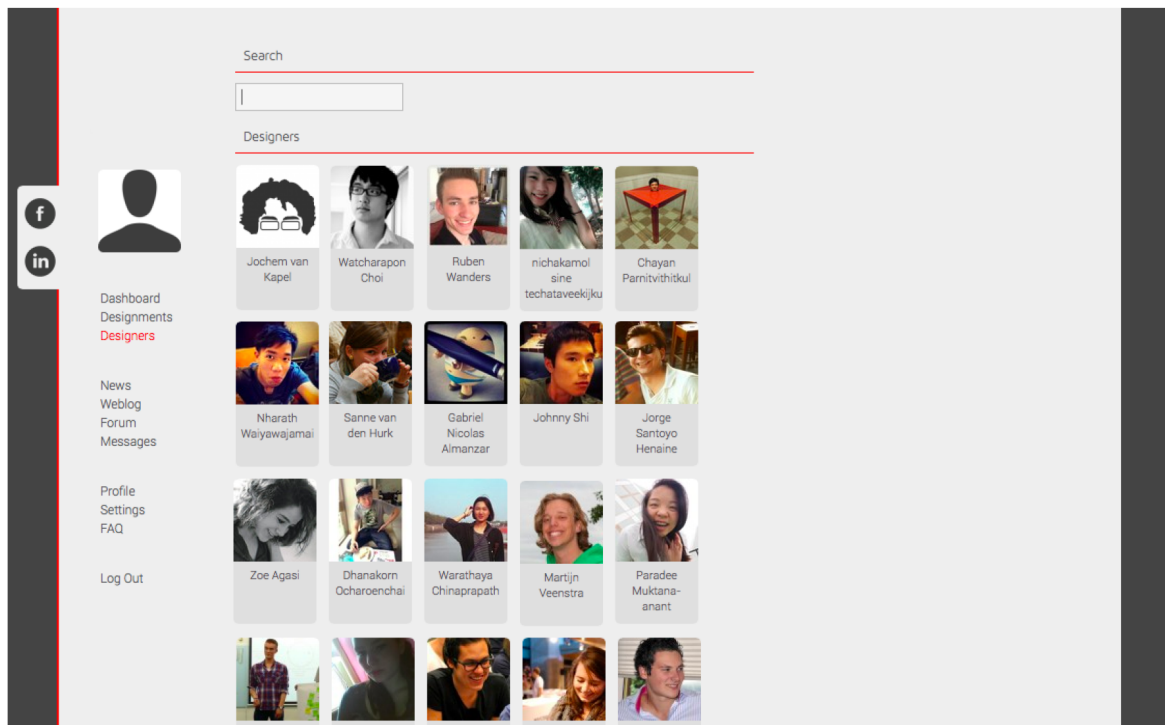 Search
Designers
f
in
Jochem van
Kapel
Watcharapon
Choi
Ruben
Wanders
nichakamol
sine
techataveekijku
Chayan
Parnitvithitkul
Dashboard
Designments
Designers
News
Weblog
Forum
Messages
Profile
Settings
FAQ
Log Out
Nharath
Waiyawajamai
Sanne van
den Hurk
Gabriel
Nicolas
Almanzar
Johnny Shi
Jorge
Santoyo
Henaine
Zoe Agasi
Dhanakorn
Ocharoenchai
Warathaya
Chinaprapath
Martijn
Veenstra
Paradee
Muktana-
anant